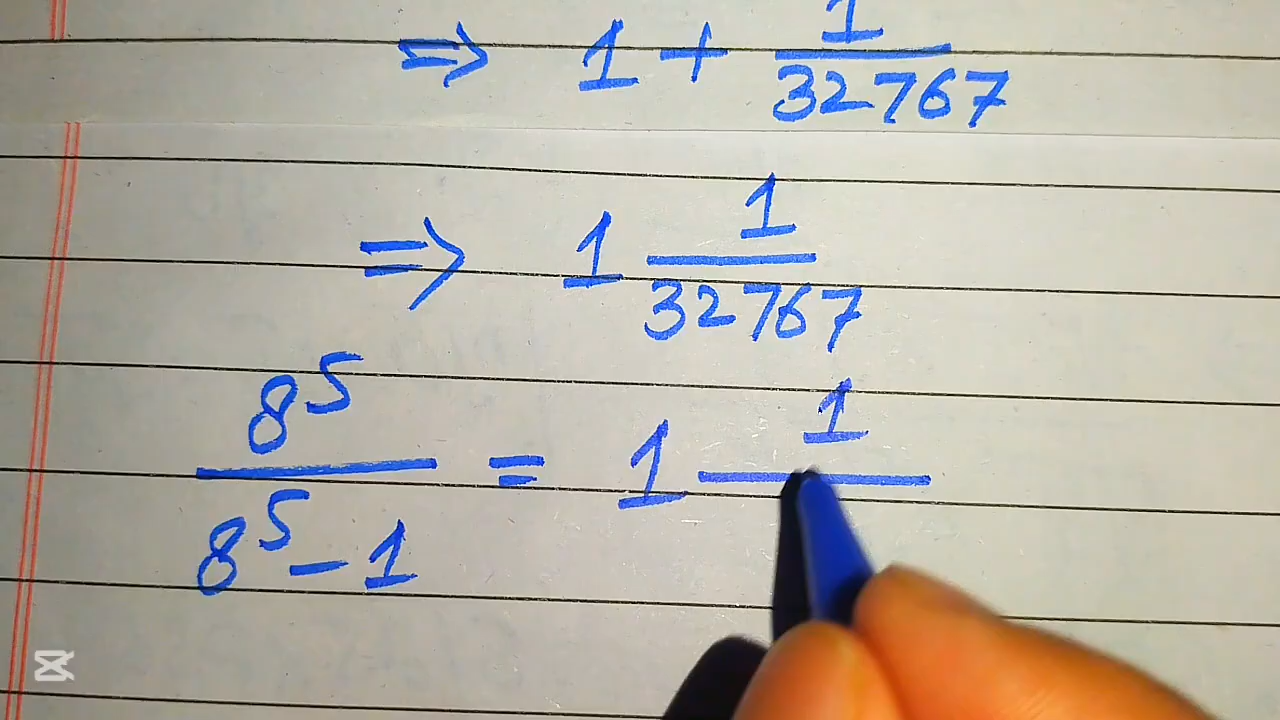 ⇒ 1 + 1/32767
⇒ 1 1/32767
8^5/(8^5 - 1) = 1 1/